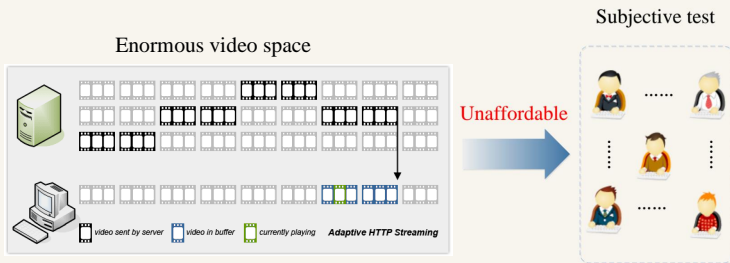 Subjective test
Enormous video space
Unaffordable
......
......
......
......
video sent by server
video in buffer
currently playing
Adaptive HTTP Streaming